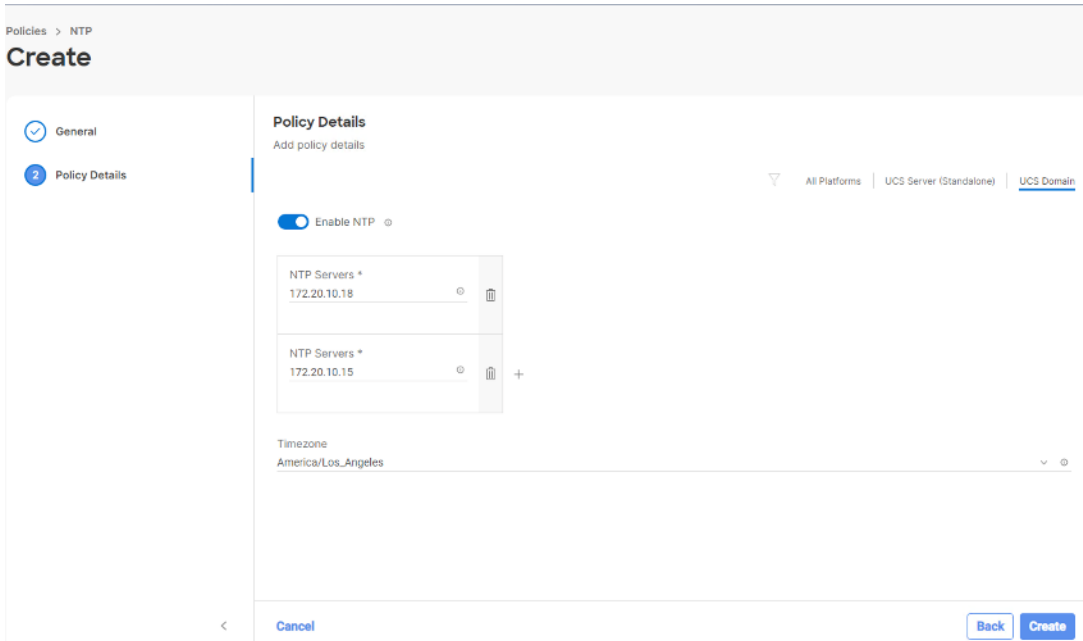 Policies > NTP
Create
General
2 Policy Details
Policy Details
Add policy details
All Platforms | UCS Server (Standalone) | UCS Domain
Enable NTP
NTP Servers *
172.20.10.18
NTP Servers *
172.20.10.15
+
Timezone
America/Los_Angeles
<
Cancel
Back
Create